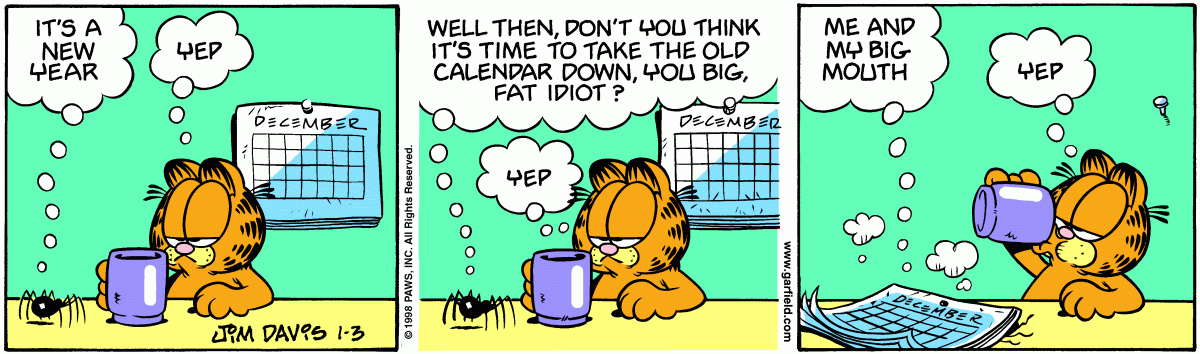 IT'S A
NEW
YEAR
YEP
DECEMBER
JIM DAVIS 1-3
© 1998 PAWS, INC. All Rights Reserved.
WELL THEN, DON'T YOU THINK
IT'S TIME TO TAKE THE OLD
CALENDAR DOWN, YOU BIG,
FAT IDIOT?
YEP
DECEMBER
www.garfield.com
ME AND
MY BIG
MOUTH
YEP
DECEMBER